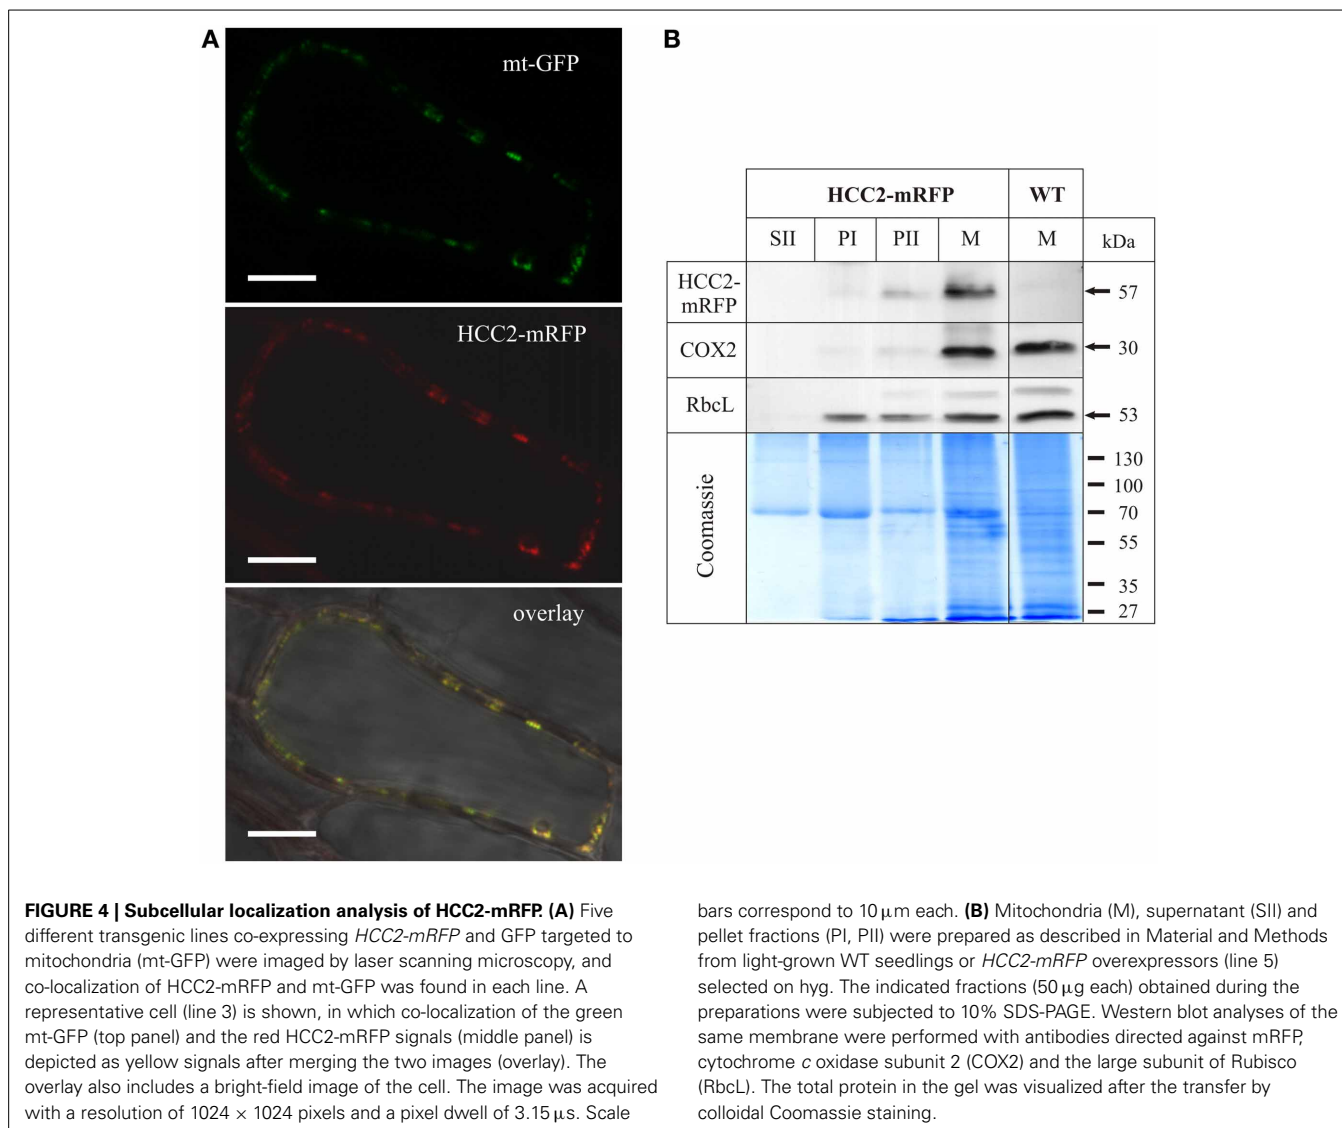 A
mt-GFP
HCC2-mRFP
overlay
B
HCC2-mRFP WT
SII PI PII M M kDa
HCC2-
mRFP
57
COX2 30
RbcL 53
Coomassie
130
100
70
55
35
27
FIGURE 4 | Subcellular localization analysis of HCC2-mRFP. (A) Five
different transgenic lines co-expressing HCC2-mRFP and GFP targeted to
mitochondria (mt-GFP) were imaged by laser scanning microscopy, and
co-localization of HCC2-mRFP and mt-GFP was found in each line. A
representative cell (line 3) is shown, in which co-localization of the green
mt-GFP (top panel) and the red HCC2-mRFP signals (middle panel) is
depicted as yellow signals after merging the two images (overlay). The
overlay also includes a bright-field image of the cell. The image was acquired
with a resolution of 1024 × 1024 pixels and a pixel dwell of 3.15 μs. Scale
bars correspond to 10 μm each. (B) Mitochondria (M), supernatant (SII) and
pellet fractions (PI, PII) were prepared as described in Material and Methods
from light-grown WT seedlings or HCC2-mRFP overexpressors (line 5)
selected on hyg. The indicated fractions (50 μg each) obtained during the
preparations were subjected to 10% SDS-PAGE. Western blot analyses of the
same membrane were performed with antibodies directed against mRFP,
cytochrome c oxidase subunit 2 (COX2) and the large subunit of Rubisco
(RbcL). The total protein in the gel was visualized after the transfer by
colloidal Coomassie staining.